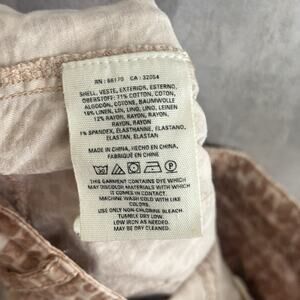 RN : 66170 CA : 32054
SHELL, VESTE, EXTERIOR, ESTERNO,
OBERSTOFF: 71% COTTON, COTON,
ALGODÓN, COTONE, BAUMWOLLE
16% LINEN, LIN, LINO, LINO, LEINEN
12% RAYON, RAYON, RAYON,
RAYON, RAYON
1% SPANDEX, ÉLASTHANNE, ELASTANO,
ELASTAN, ELASTAN
MADE IN CHINA, HECHO EN CHINA,
FABRIQUÉ EN CHINE
THIS GARMENT CONTAINS DYE WHICH
MAY DISCOLOR MATERIALS WITH WHICH
IT COMES IN CONTACT.
MACHINE WASH COLD WITH LIKE
COLORS.
USE ONLY NON-CHLORINE BLEACH.
TUMBLE DRY LOW.
LOW IRON AS NEEDED.
MAY BE DRY CLEANED.